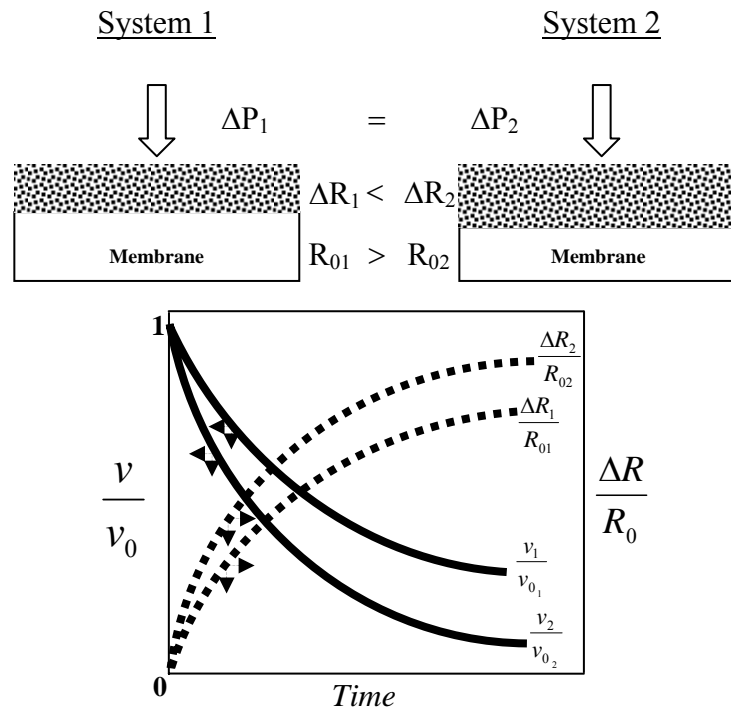 System 1 System 2
ΔP₁ = ΔP₂
ΔR₁ < ΔR₂
Membrane R₀₁ > R₀₂ Membrane
1
ΔR₂/R₀₂
ΔR₁/R₀₁
v/v₀
ΔR/R₀
v₁/v₀₁
v₂/v₀₂
0
Time